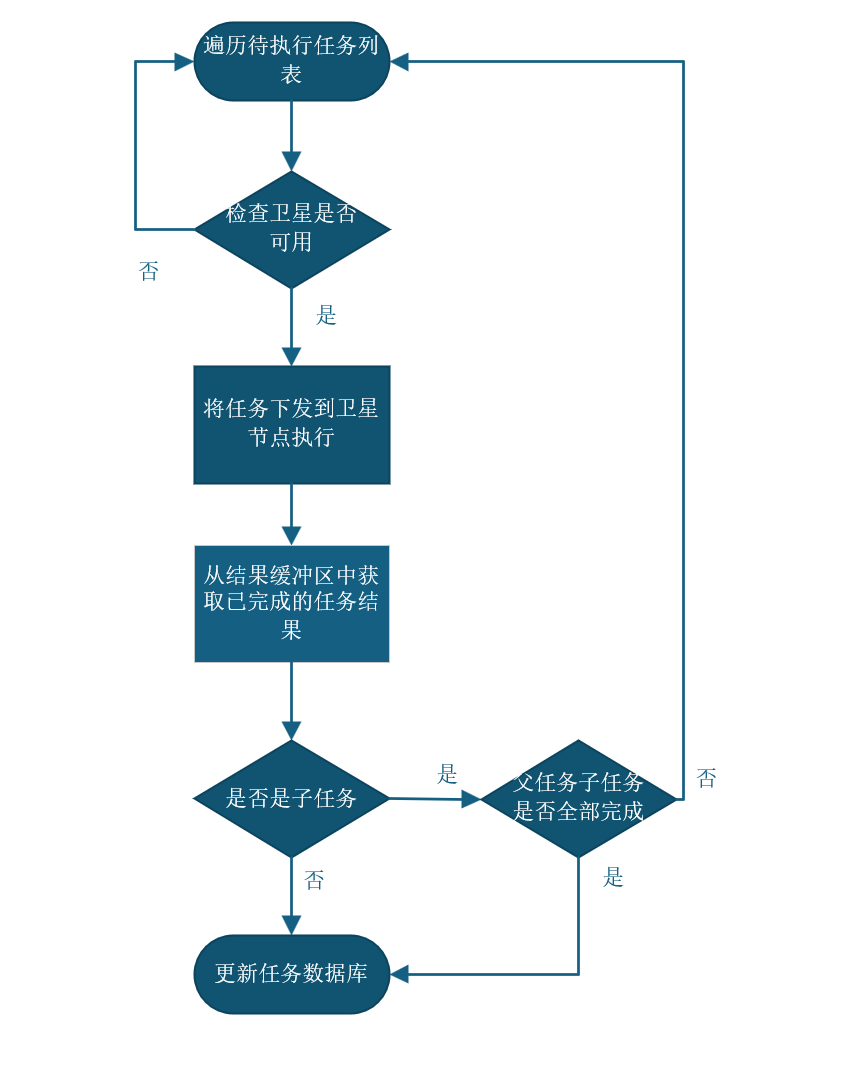 遍历待执行任务列
表
检查卫星是否
可用
否
是
将任务下发到卫星
节点执行
从结果缓冲区中获
取已完成的任务结
果
是否是子任务
是
父任务子任务
是否全部完成
否
否
是
更新任务数据库